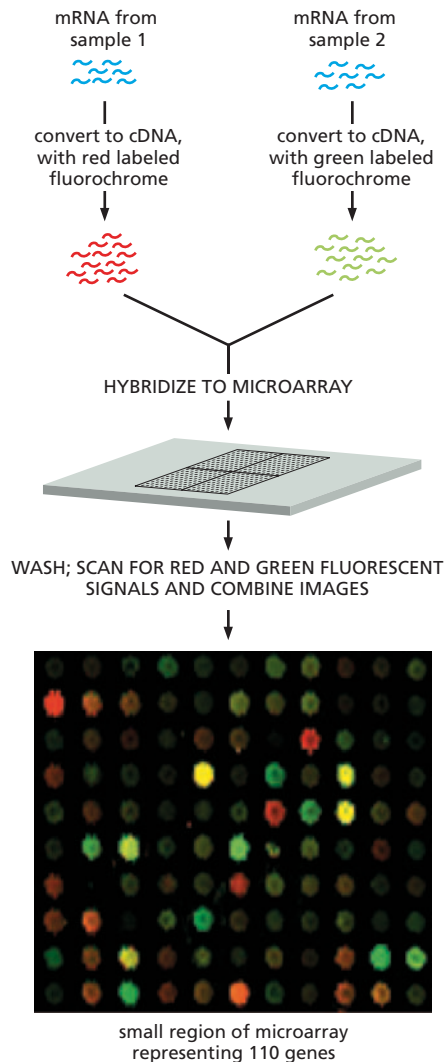 mRNA from
sample 1
mRNA from
sample 2
convert to cDNA,
with red labeled
fluorochrome
convert to cDNA,
with green labeled
fluorochrome
HYBRIDIZE TO MICROARRAY
WASH; SCAN FOR RED AND GREEN FLUORESCENT
SIGNALS AND COMBINE IMAGES
small region of microarray
representing 110 genes